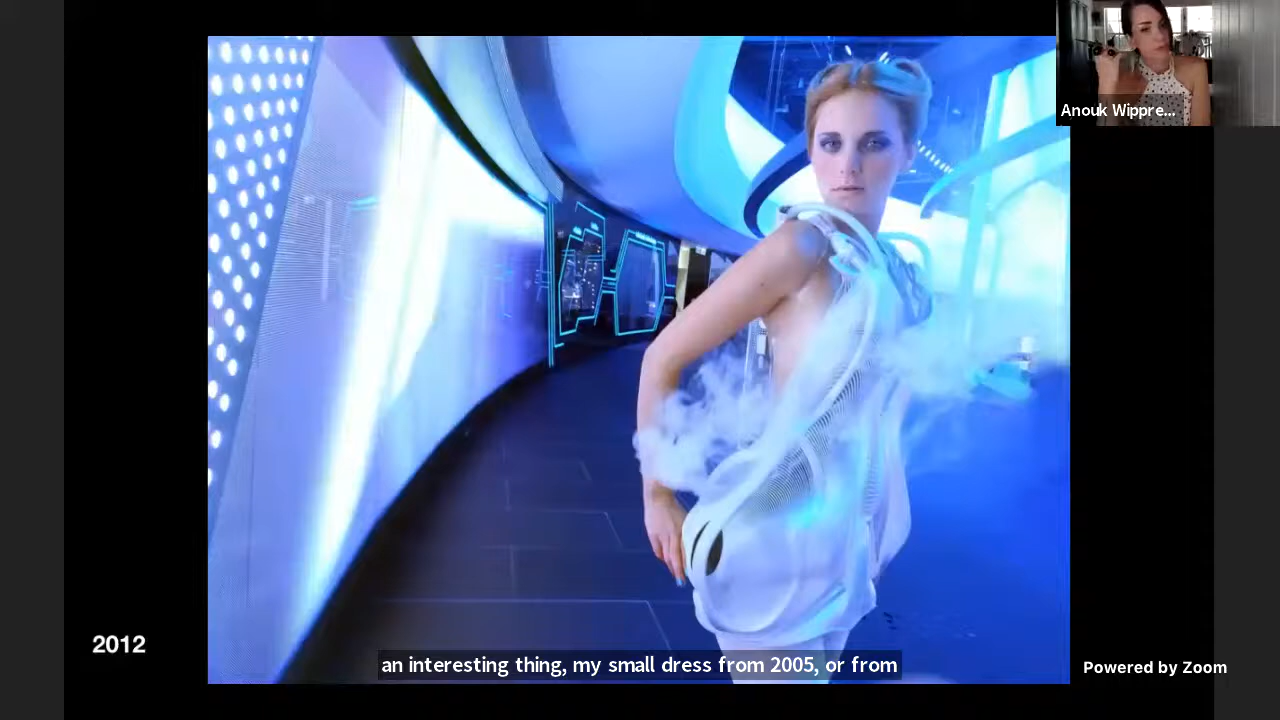 Anouk Wippre...
2012
an interesting thing, my small dress from 2005, or from
Powered by Zoom